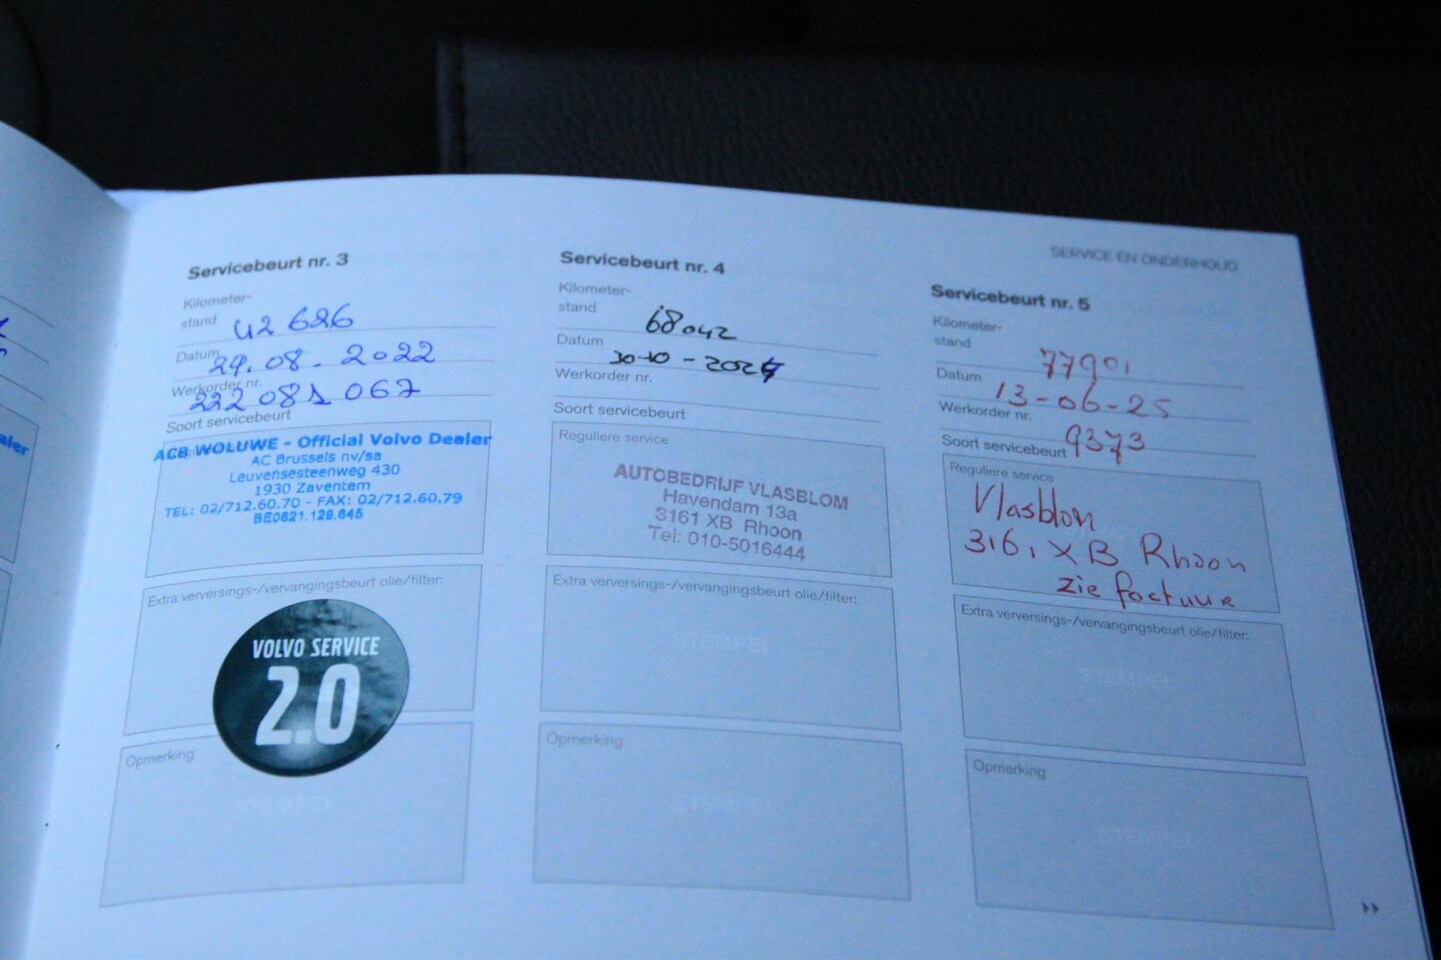 SERVICE EN ONDERHOUD
Servicebeurt nr. 3
Kilometer-
stand 42 626
Datum 29.08.2022
Werkorder nr.
222 081 067
Soort servicebeurt
ACB WOLUWE - Official Volvo Dealer
AC Brussels nv/sa
Leuvensesteenweg 430
1930 Zaventem
TEL: 02/712.60.70 - FAX: 02/712.60.79
BE0821.129.645
Extra verversings-/vervangingsbeurt olie/filter:
VOLVO SERVICE
2.0
Opmerking
STEMPEL
Servicebeurt nr. 4
Kilometer-
stand 68042
Datum
Werkorder nr.
Soort servicebeurt
Reguliere service
AUTOBEDRIJF VLASBLOM
Havendam 13a
3161 XB Rhoon
Tel: 010-5016444
Extra verversings-/vervangingsbeurt olie/filter:
STEMPEL
Opmerking
STEMPEL
Servicebeurt nr. 5
Kilometer-
stand 77901
Datum 13-06-25
Werkorder nr. 9373
Soort servicebeurt
Reguliere service
Vlasblom
3161 XB Rhoon
zie factuur
Extra verversings-/vervangingsbeurt olie/filter:
STEMPEL
Opmerking
STEMPEL